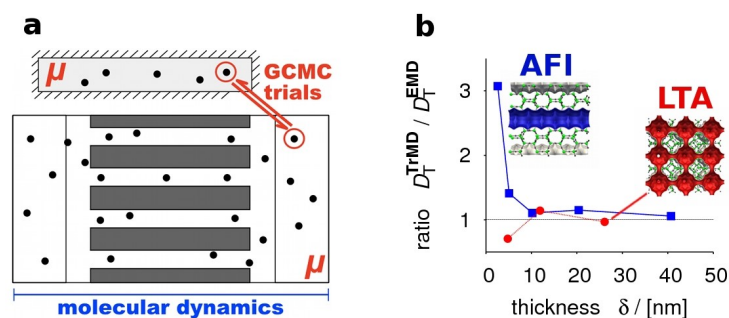 a
μ
GCMC
trials
μ
molecular dynamics
b
AFI
LTA
ratio D_T^TrMD / D_T^EMD
3
2
1
0 10 20 30 40 50
thickness δ / [nm]